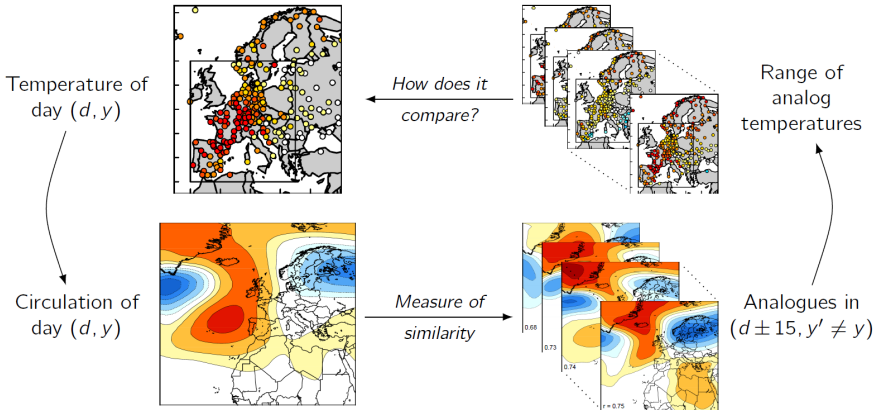 Temperature of
day (d, y)
How does it
compare?
Range of
analog
temperatures
Circulation of
day (d, y)
Measure of
similarity
0.68
0.73
0.74
r = 0.75
Analogues in
(d ± 15, y′ ≠ y)